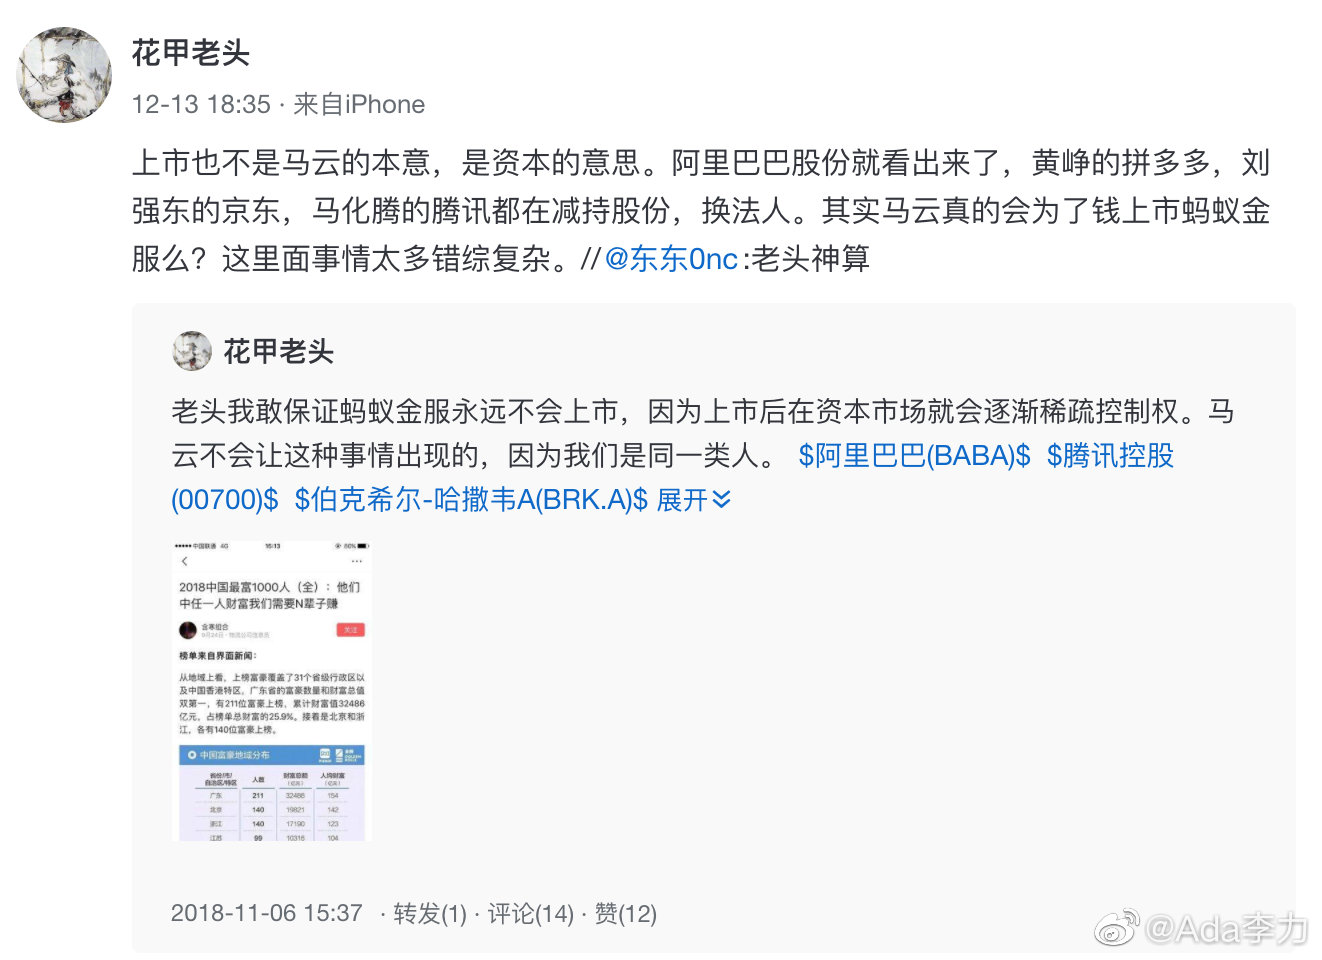 花甲老头
12-13 18:35 · 来自iPhone
上市也不是马云的本意，是资本的意思。阿里巴巴股份就看出来了，黄峥的拼多多，刘
强东的京东，马化腾的腾讯都在减持股份，换法人。其实马云真的会为了钱上市蚂蚁金
服么？这里面事情太多错综复杂。//@东东0nc:老头神算
花甲老头
老头我敢保证蚂蚁金服永远不会上市，因为上市后在资本市场就会逐渐稀疏控制权。马
云不会让这种事情出现的，因为我们是同一类人。 $阿里巴巴(BABA)$ $腾讯控股
(00700)$ $伯克希尔-哈撒韦A(BRK.A)$ 展开
中国联通 4G 15:13 80%
2018中国最富1000人（全）：他们
中任一人财富我们需要N辈子赚
含寒组合
关注
榜单来自界面新闻：
从地域上看，上榜富豪覆盖了31个省级行政区以
及中国香港特区，广东省的富豪数量和财富总值
双第一，有211位富豪上榜，累计财富值32486
亿元，占榜单总财富的25.9%。接着是北京和浙
江，各有140位富豪上榜。
中国富豪地域分布
省份/市/自治区/特区 人数 财富总额（亿元） 人均财富（亿元）
广东 211 32486 154
北京 140 19821 142
浙江 140 17190 123
江苏 99 10316 104
2018-11-06 15:37 · 转发(1) · 评论(14) · 赞(12)
@Ada李力